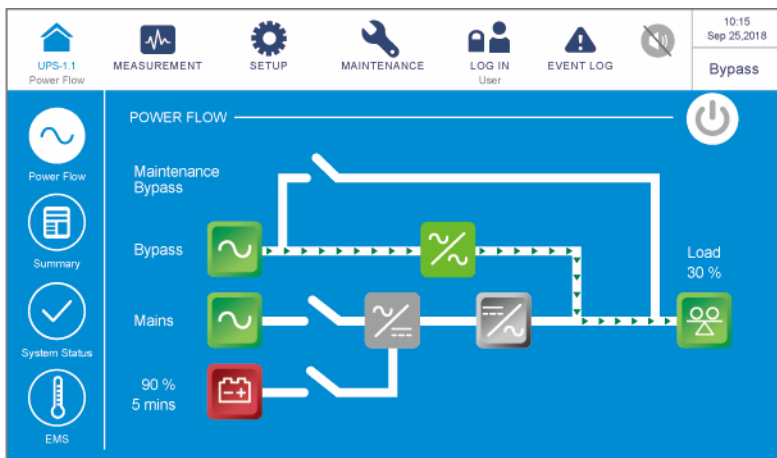 UPS-1.1
Power Flow
MEASUREMENT
SETUP
MAINTENANCE
LOG IN
User
EVENT LOG
10:15
Sep 25,2018
Bypass
Power Flow
Summary
System Status
EMS
POWER FLOW
Maintenance
Bypass
Bypass
Load
30 %
Mains
90 %
5 mins